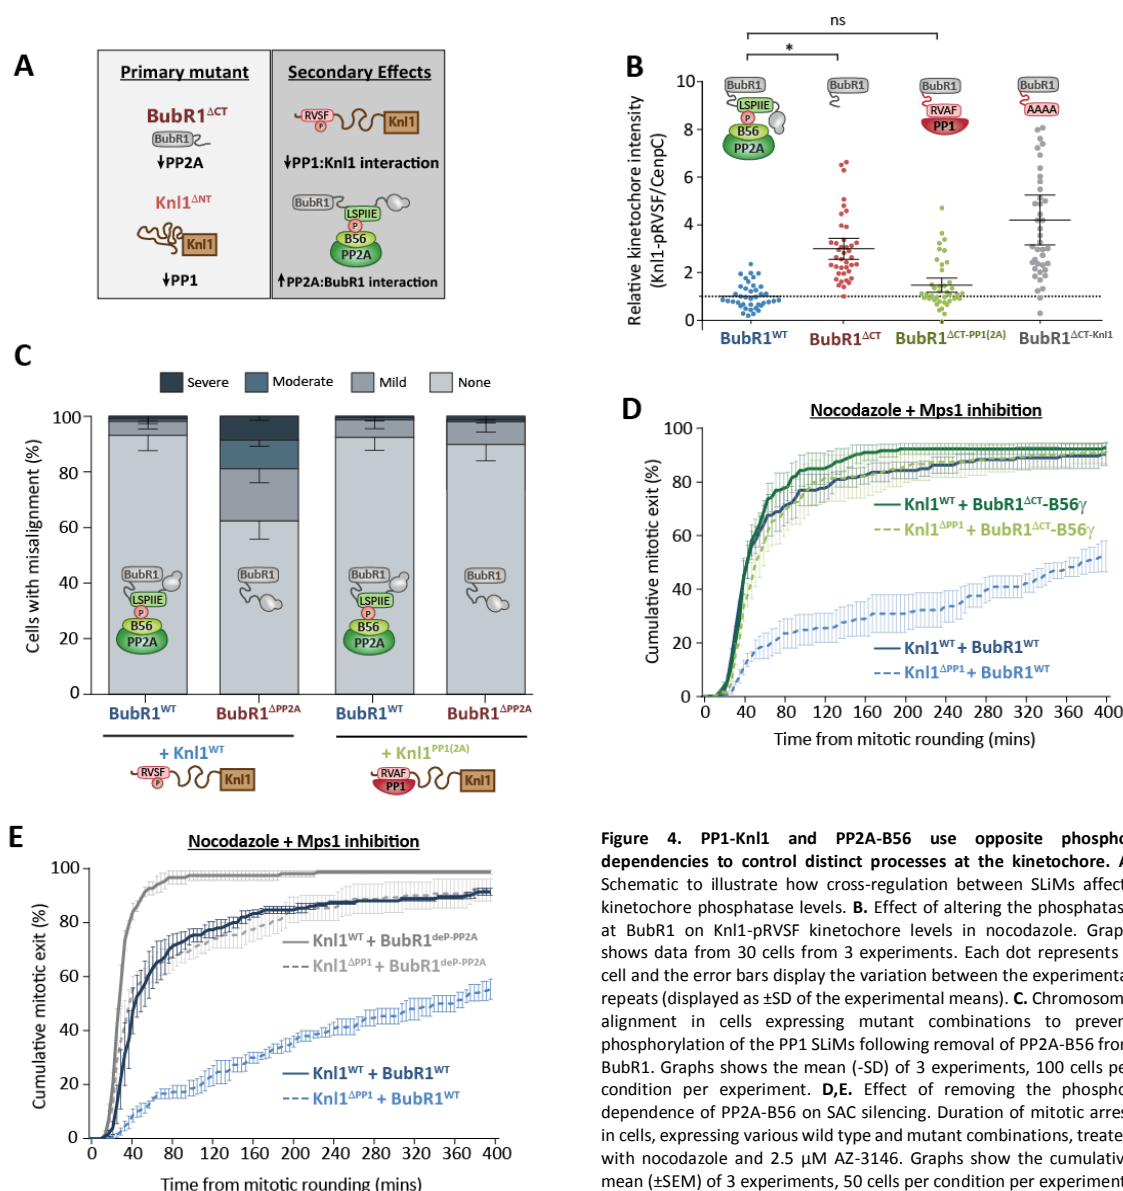 A
Primary mutant
BubR1ΔCT
BubR1
↓PP2A
Knl1ΔNT
Knl1
↓PP1
Secondary Effects
RVSF
P
Knl1
↓PP1:Knl1 interaction
BubR1
LSPIIE
P
B56
PP2A
↑PP2A:BubR1 interaction
B
ns
*
Relative kinetochore intensity
(Knl1-pRVSF/CenpC)
10
8
6
4
2
0
BubR1
LSPIIE
P
B56
PP2A
BubR1
BubR1
RVAF
PP1
BubR1
AAAA
BubR1WT
BubR1ΔCT
BubR1ΔCT-PP1(2A)
BubR1ΔCT-Knl1
C
Severe
Moderate
Mild
None
Cells with misalignment (%)
100
80
60
40
20
0
BubR1
LSPIIE
P
B56
PP2A
BubR1
BubR1
LSPIIE
P
B56
PP2A
BubR1
BubR1WT
BubR1ΔPP2A
BubR1WT
BubR1ΔPP2A
+ Knl1WT
+ Knl1PP1(2A)
RVSF
P
Knl1
RVAF
PP1
Knl1
D
Nocodazole + Mps1 inhibition
Cumulative mitotic exit (%)
100
80
60
40
20
0
Knl1WT + BubR1ΔCT-B56γ
Knl1ΔPP1 + BubR1ΔCT-B56γ
Knl1WT + BubR1WT
Knl1ΔPP1 + BubR1WT
0 40 80 120 160 200 240 280 320 360 400
Time from mitotic rounding (mins)
E
Nocodazole + Mps1 inhibition
Cumulative mitotic exit (%)
100
80
60
40
20
0
Knl1WT + BubR1deP-PP2A
Knl1ΔPP1 + BubR1deP-PP2A
Knl1WT + BubR1WT
Knl1ΔPP1 + BubR1WT
0 40 80 120 160 200 240 280 320 360 400
Time from mitotic rounding (mins)
Figure 4. PP1-Knl1 and PP2A-B56 use opposite phospho
dependencies to control distinct processes at the kinetochore. A
Schematic to illustrate how cross-regulation between SLiMs affect
kinetochore phosphatase levels. B. Effect of altering the phosphatas
at BubR1 on Knl1-pRVSF kinetochore levels in nocodazole. Grap
shows data from 30 cells from 3 experiments. Each dot represents
cell and the error bars display the variation between the experimenta
repeats (displayed as ±SD of the experimental means). C. Chromosom
alignment in cells expressing mutant combinations to preven
phosphorylation of the PP1 SLiMs following removal of PP2A-B56 fro
BubR1. Graphs shows the mean (-SD) of 3 experiments, 100 cells pe
condition per experiment. D,E. Effect of removing the phospho
dependence of PP2A-B56 on SAC silencing. Duration of mitotic arres
in cells, expressing various wild type and mutant combinations, treate
with nocodazole and 2.5 µM AZ-3146. Graphs show the cumulativ
mean (±SEM) of 3 experiments, 50 cells per condition per experiment